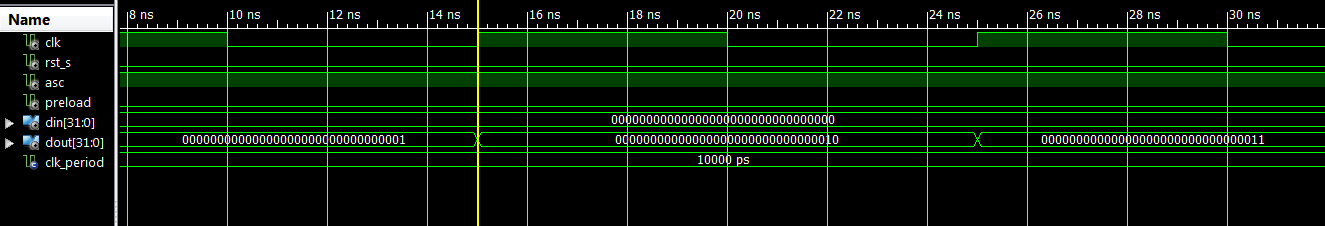 Name
8 ns 10 ns 12 ns 14 ns 16 ns 18 ns 20 ns 22 ns 24 ns 26 ns 28 ns 30 ns
clk
rst_s
asc
preload
din[31:0] 00000000000000000000000000000000
dout[31:0] 00000000000000000000000000000001 00000000000000000000000000000010 00000000000000000000000000000011
clk_period 10000 ps